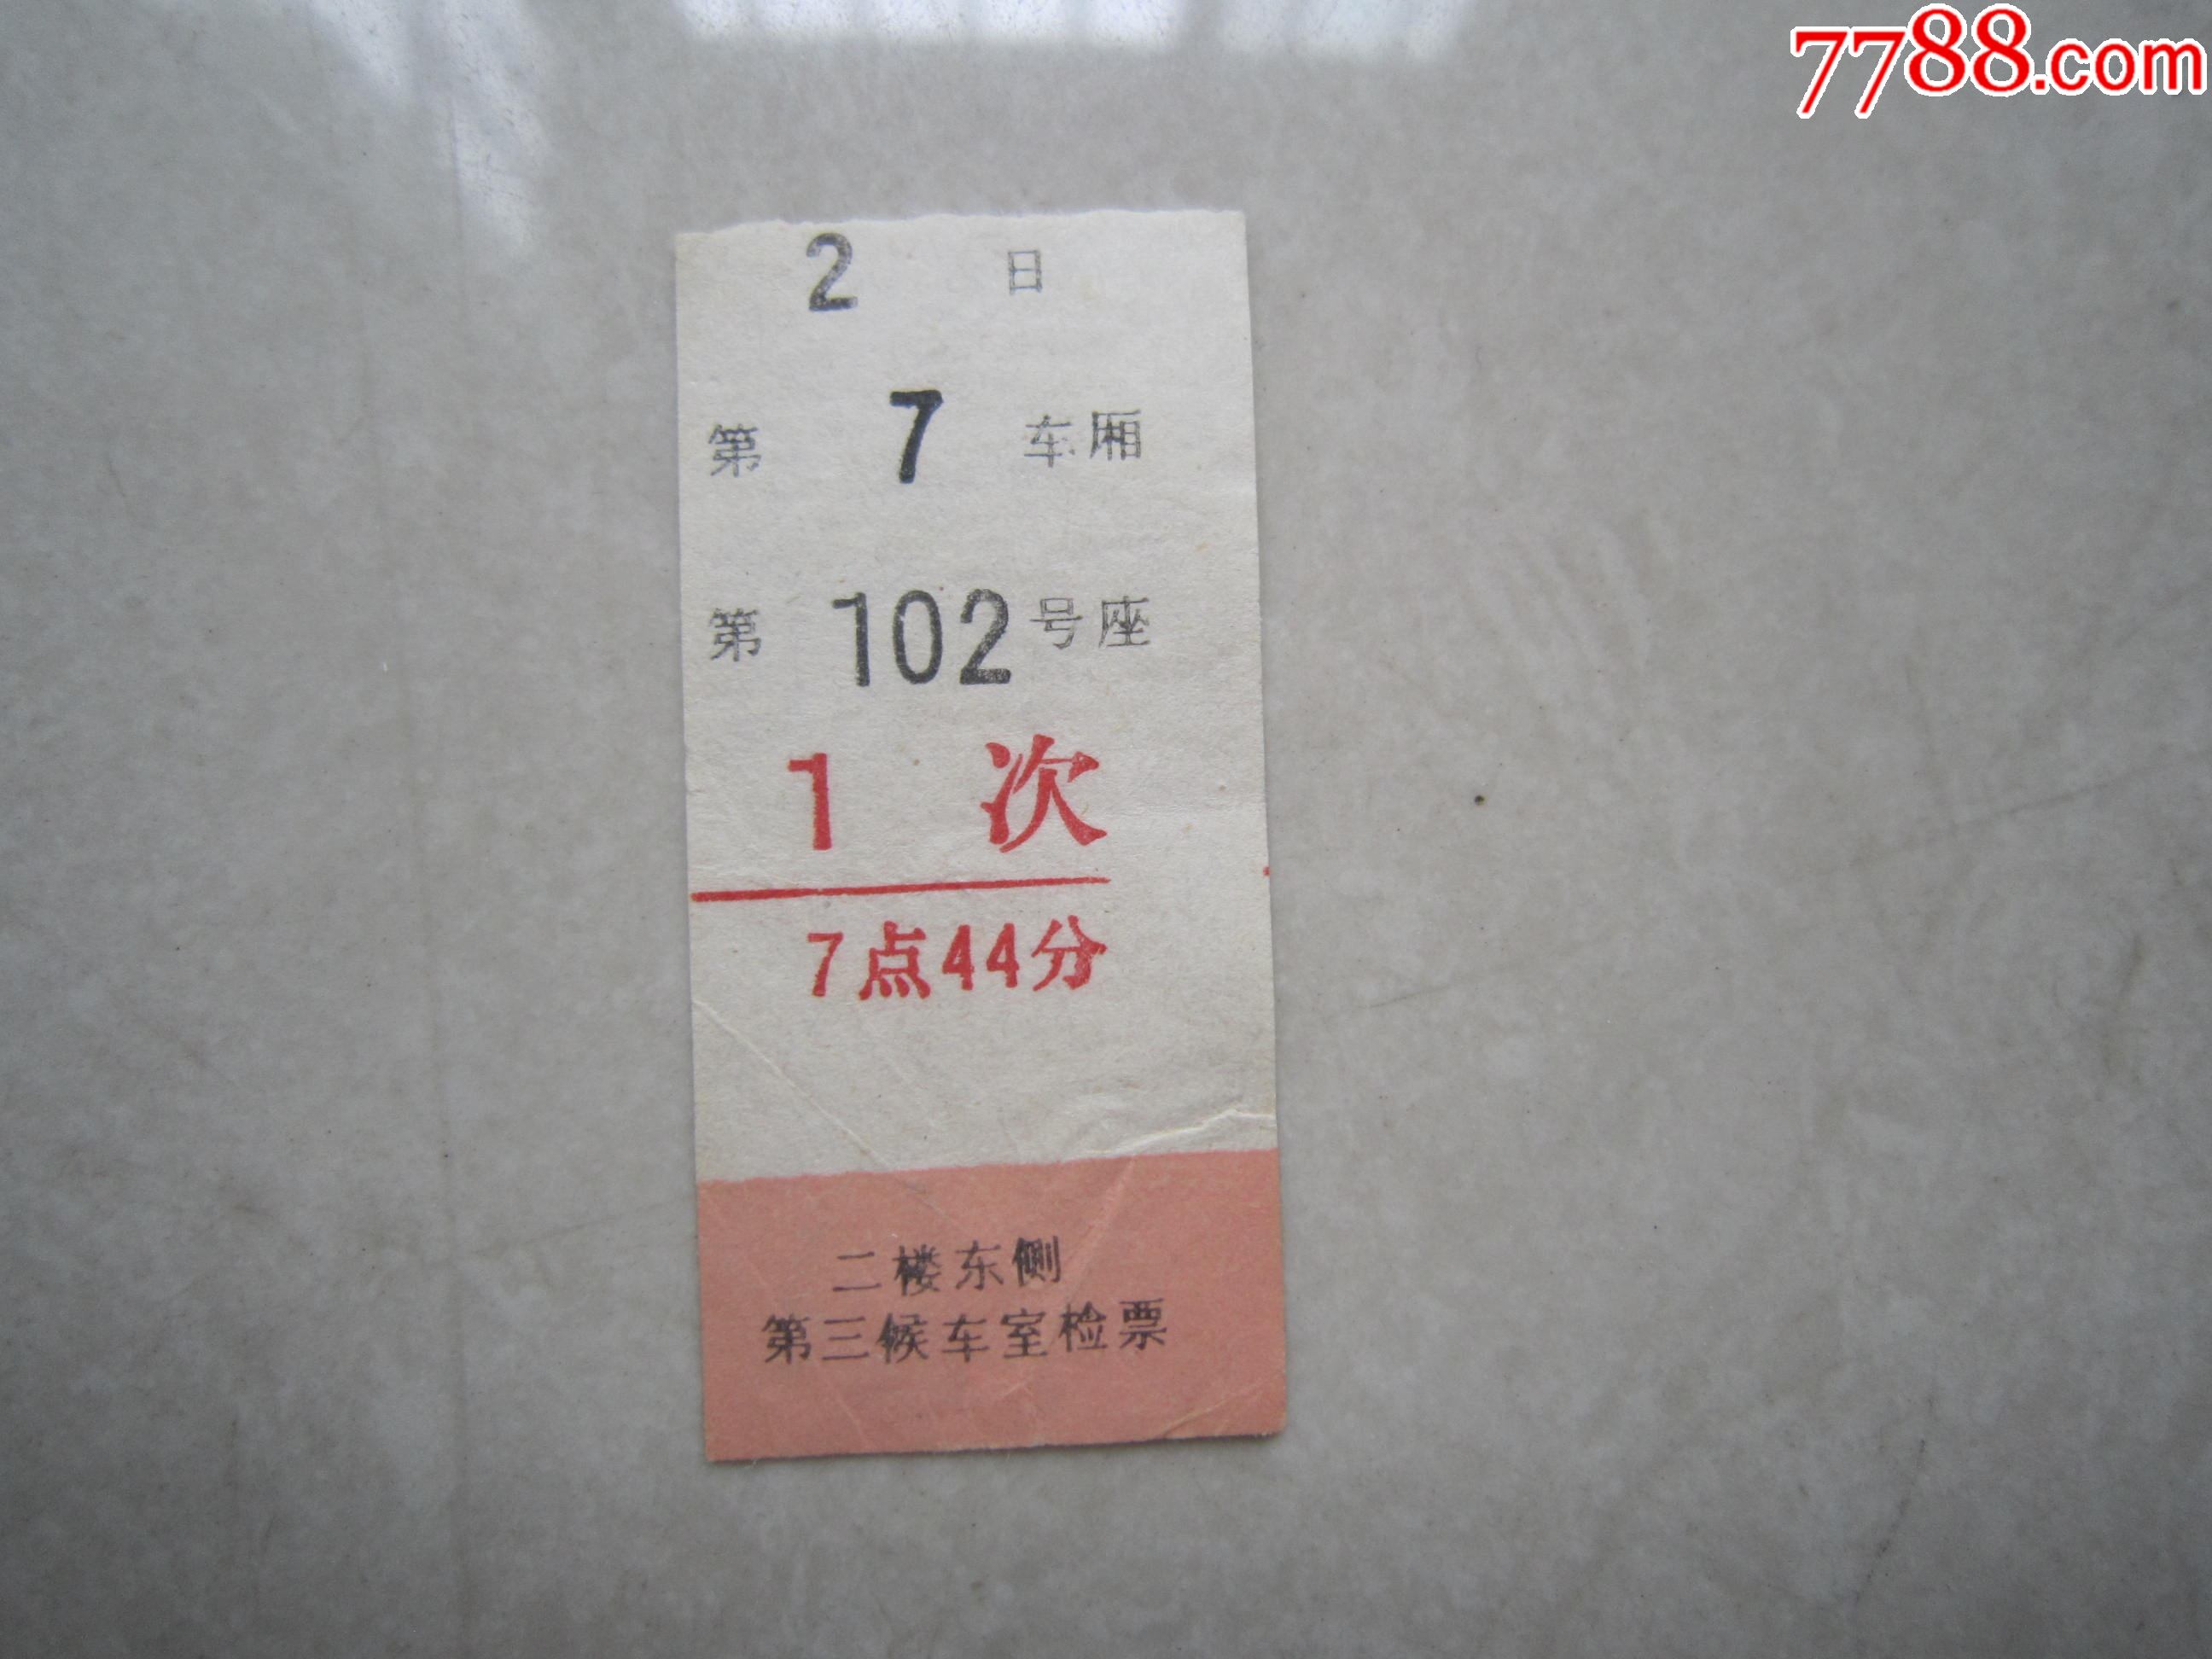 7788.com
2 日
第 7 车厢
第 102 号座
1 次
7点44分
二楼东侧
第三候车室检票